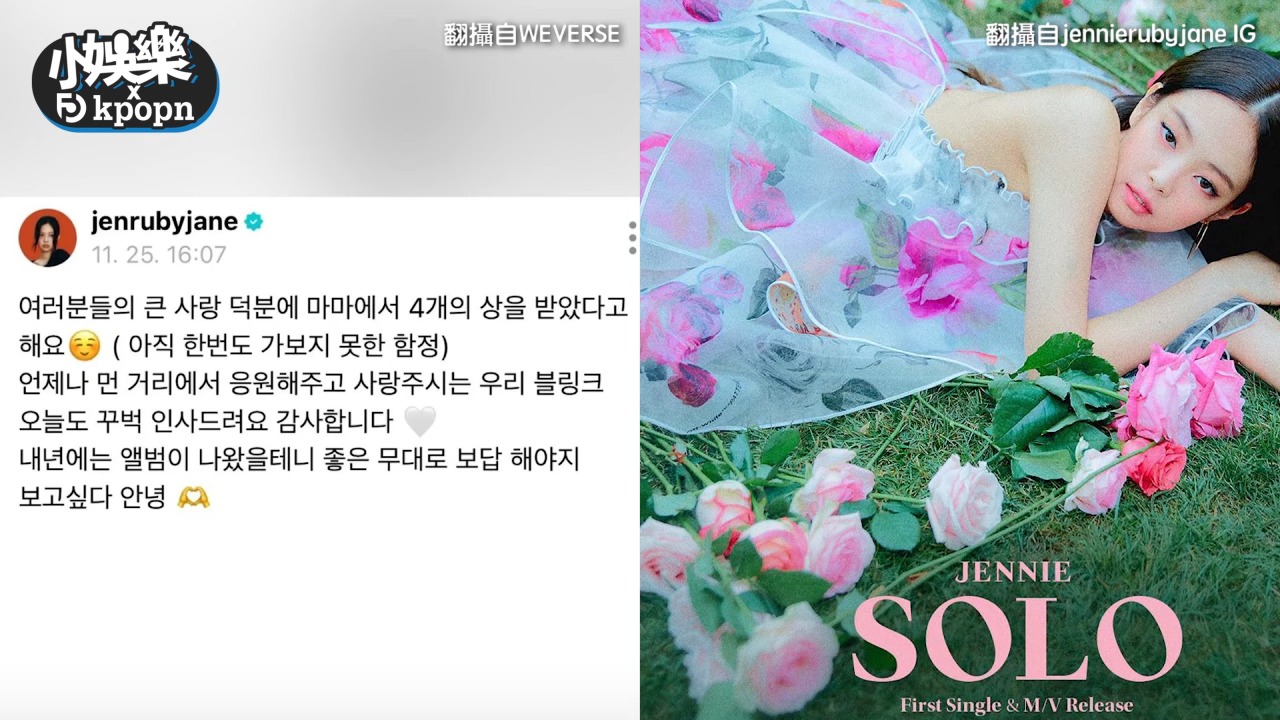 小娛樂
x
kpopn
翻攝自WEVERSE
jenrubyjane
11. 25. 16:07
여러분들의 큰 사랑 덕분에 마마에서 4개의 상을 받았다고
해요☺️ ( 아직 한번도 가보지 못한 함정)
언제나 먼 거리에서 응원해주고 사랑주시는 우리 블링크
오늘도 꾸벅 인사드려요 감사합니다 🤍
내년에는 앨범이 나왔을테니 좋은 무대로 보답 해야지
보고싶다 안녕 🫶
翻攝自jennierubyjane IG
JENNIE
SOLO
First Single & M/V Release